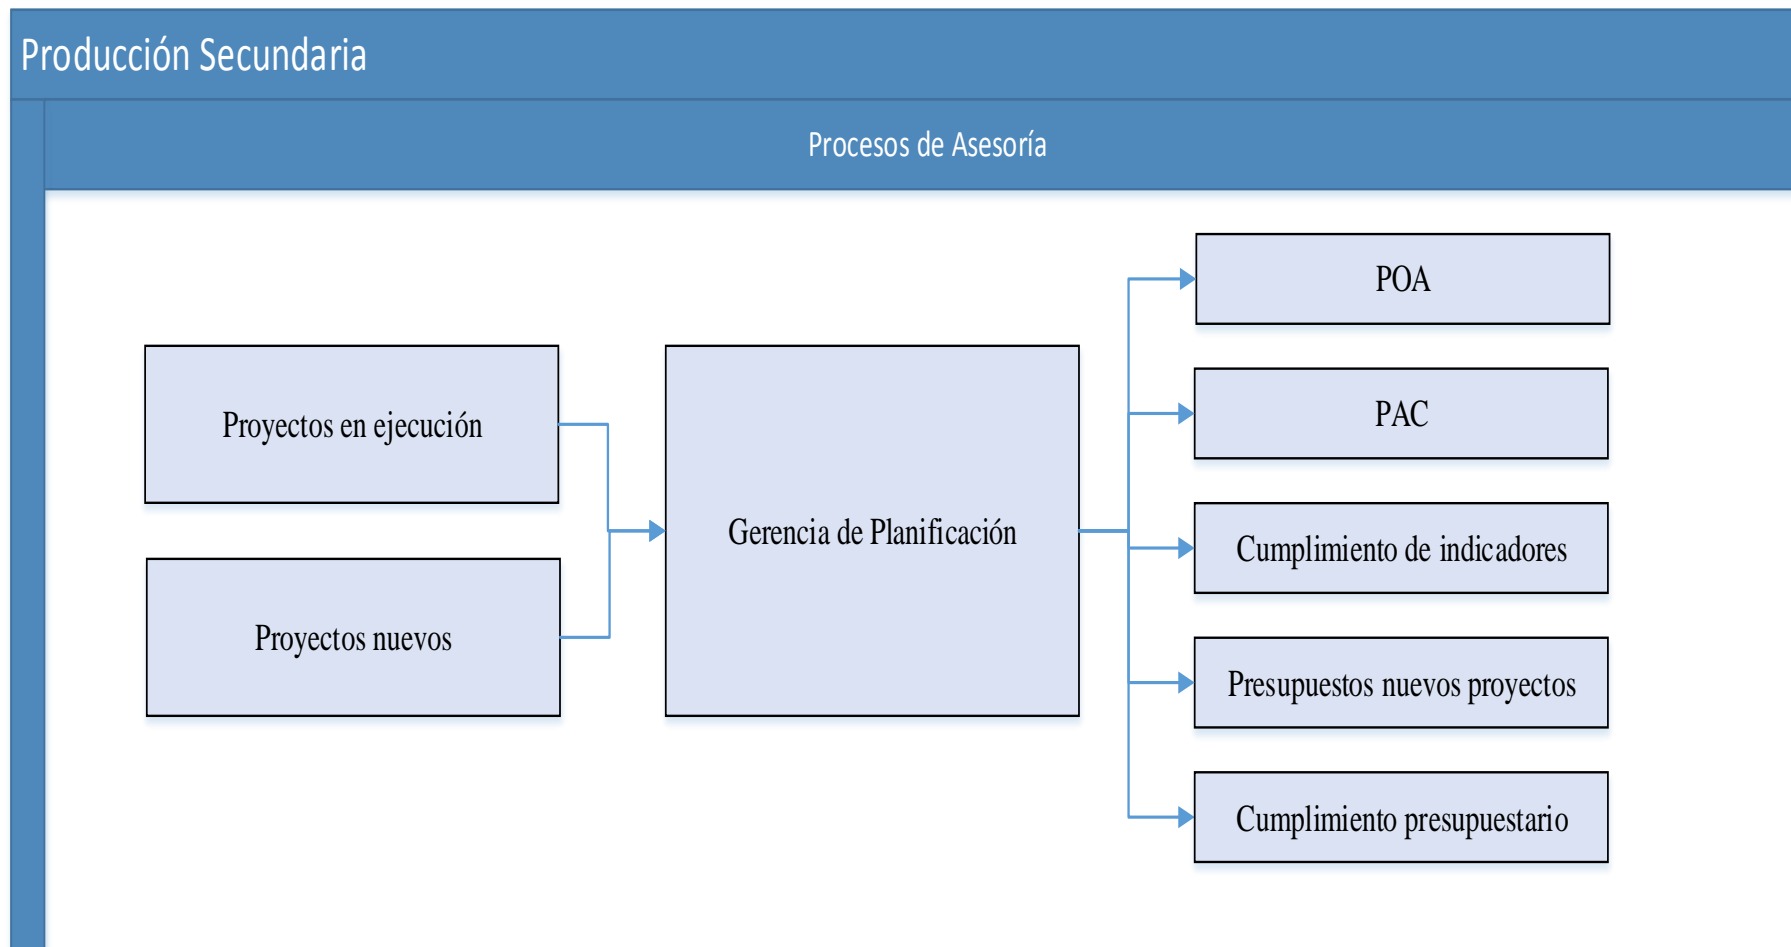 Producción Secundaria
Procesos de Asesoría
Proyectos en ejecución
Proyectos nuevos
Gerencia de Planificación
POA
PAC
Cumplimiento de indicadores
Presupuestos nuevos proyectos
Cumplimiento presupuestario